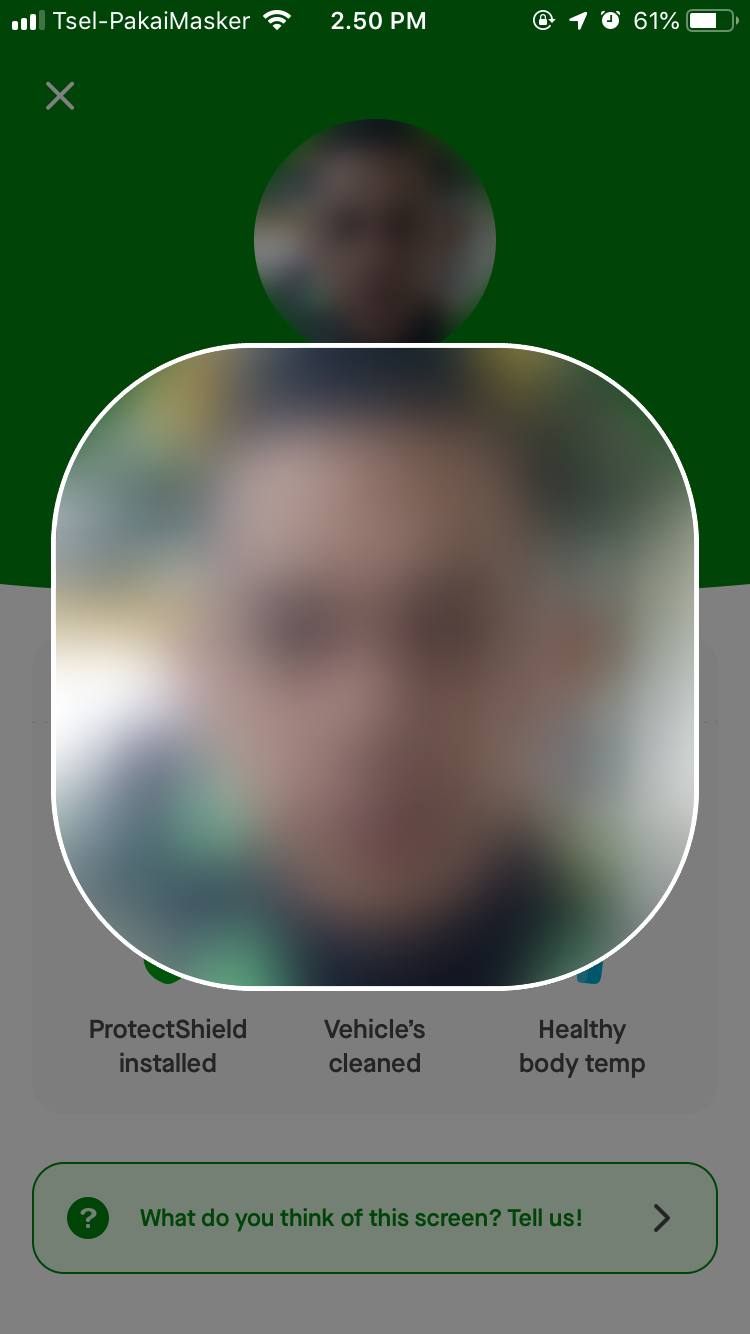 Tsel-PakaiMasker 2.50 PM 61%
ProtectShield installed
Vehicle's cleaned
Healthy body temp
? What do you think of this screen? Tell us!